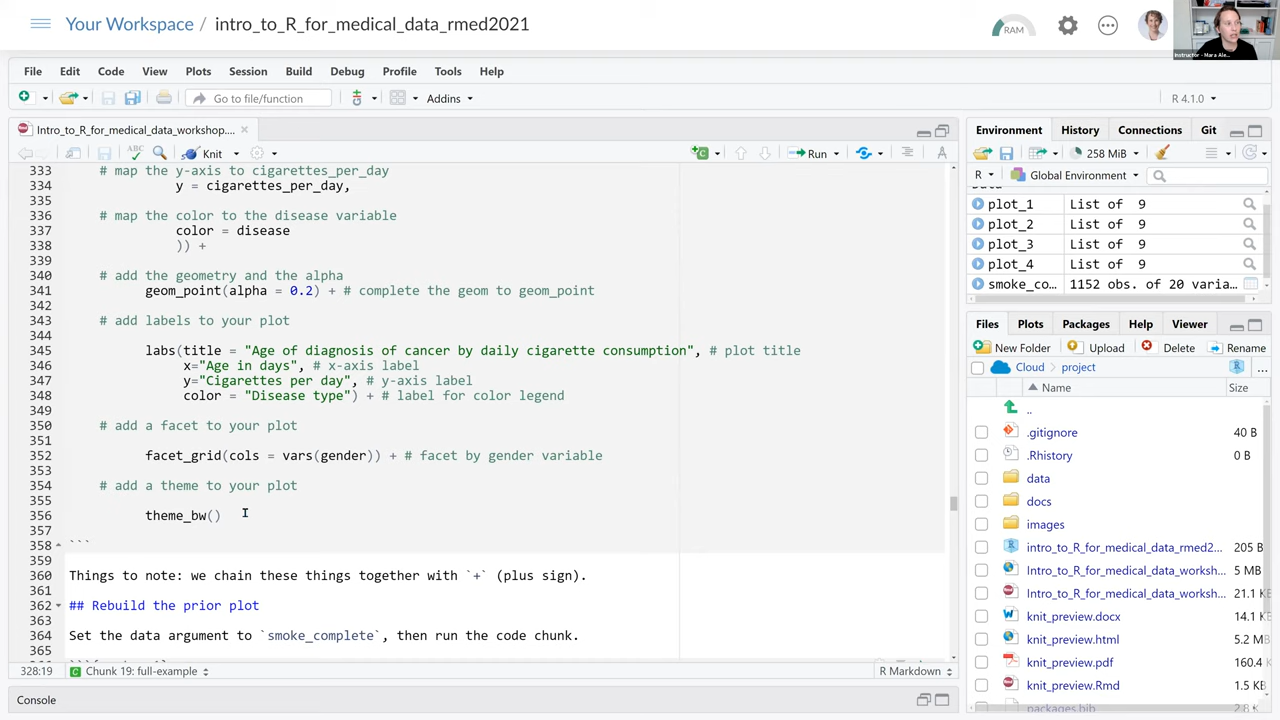 Your Workspace / intro_to_R_for_medical_data_rmed2021
RAM
Instructor - Mara Ale...
File Edit Code View Plots Session Build Debug Profile Tools Help
Go to file/function Addins R 4.1.0
Intro_to_R_for_medical_data_workshop....
Knit Run
333 # map the y-axis to cigarettes_per_day
334 y = cigarettes_per_day,
335
336 # map the color to the disease variable
337 color = disease
338 )) +
339
340 # add the geometry and the alpha
341 geom_point(alpha = 0.2) + # complete the geom to geom_point
342
343 # add labels to your plot
344
345 labs(title = "Age of diagnosis of cancer by daily cigarette consumption", # plot title
346 x="Age in days", # x-axis label
347 y="Cigarettes per day", # y-axis label
348 color = "Disease type") + # label for color legend
349
350 # add a facet to your plot
351
352 facet_grid(cols = vars(gender)) + # facet by gender variable
353
354 # add a theme to your plot
355
356 theme_bw()
357
358 ```
359
360 Things to note: we chain these things together with `+` (plus sign).
361
362 ## Rebuild the prior plot
363
364 Set the data argument to `smoke_complete`, then run the code chunk.
365
328:19 Chunk 19: full-example R Markdown
Console
Environment History Connections Git
258 MiB
R Global Environment
Data
plot_1 List of 9
plot_2 List of 9
plot_3 List of 9
plot_4 List of 9
smoke_co... 1152 obs. of 20 varia...
Files Plots Packages Help Viewer
New Folder Upload Delete Rename
Cloud project ...
Name Size
..
.gitignore 40 B
.Rhistory 0 B
data
docs
images
intro_to_R_for_medical_data_rmed2... 205 B
Intro_to_R_for_medical_data_worksh... 5 MB
Intro_to_R_for_medical_data_worksh... 21.1 K
knit_preview.docx 14.1 K
knit_preview.html 5.2 M
knit_preview.pdf 160.4
knit_preview.Rmd 1.5 K
packages.bib 2.8 K